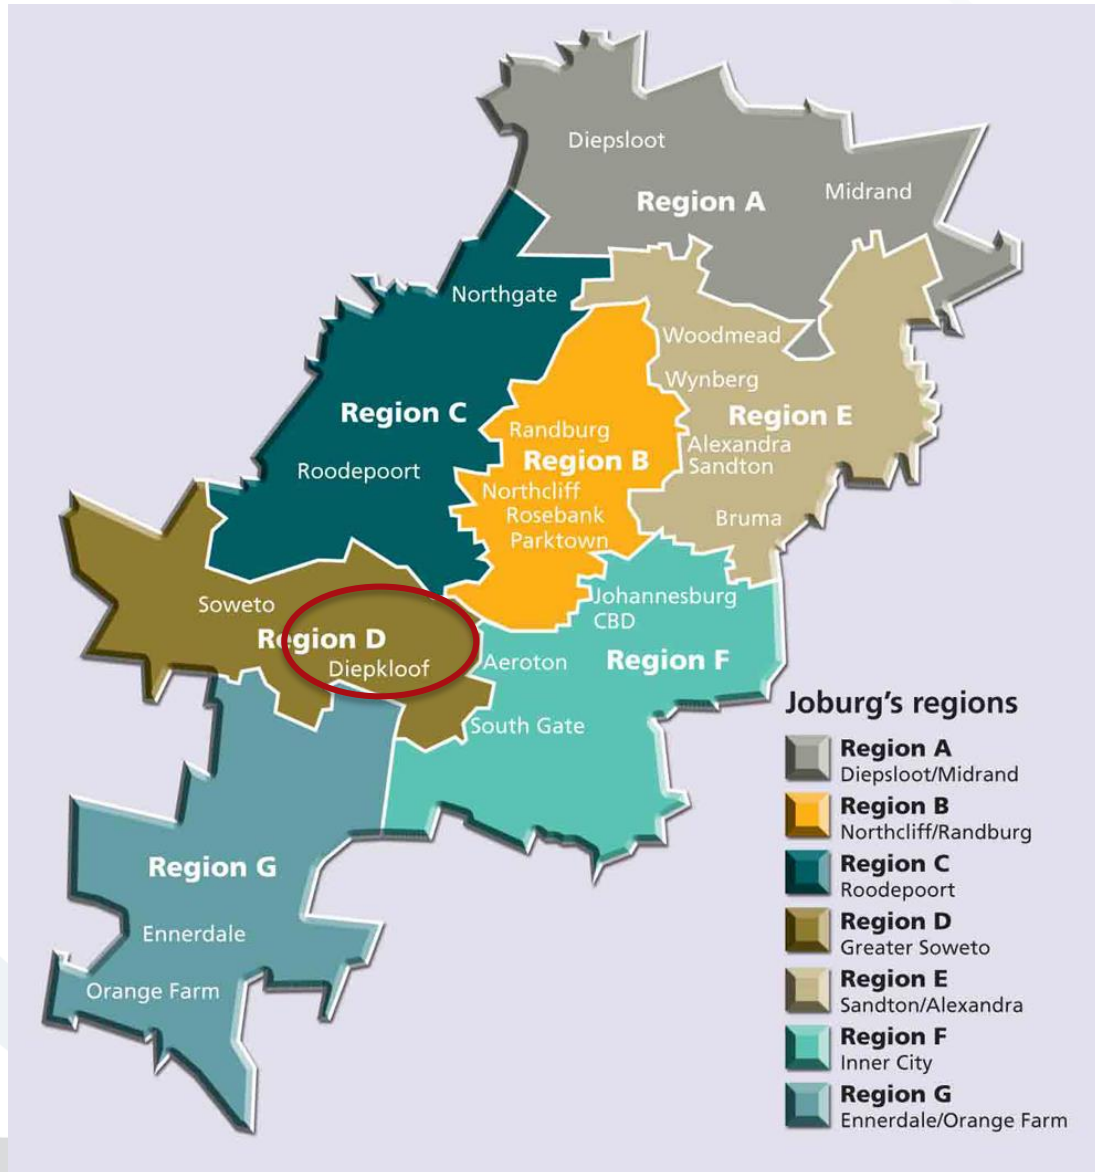 Diepsloot
Midrand
Region A
Northgate
Woodmead
Wynberg
Region C
Region E
Randburg
Alexandra
Region B
Sandton
Roodepoort
Northcliff
Rosebank
Bruma
Parktown
Soweto
Johannesburg
CBD
Region D
Diepkloof
Aeroton
Region F
South Gate
Region G
Ennerdale
Orange Farm
Joburg's regions
Region A
Diepsloot/Midrand
Region B
Northcliff/Randburg
Region C
Roodepoort
Region D
Greater Soweto
Region E
Sandton/Alexandra
Region F
Inner City
Region G
Ennerdale/Orange Farm